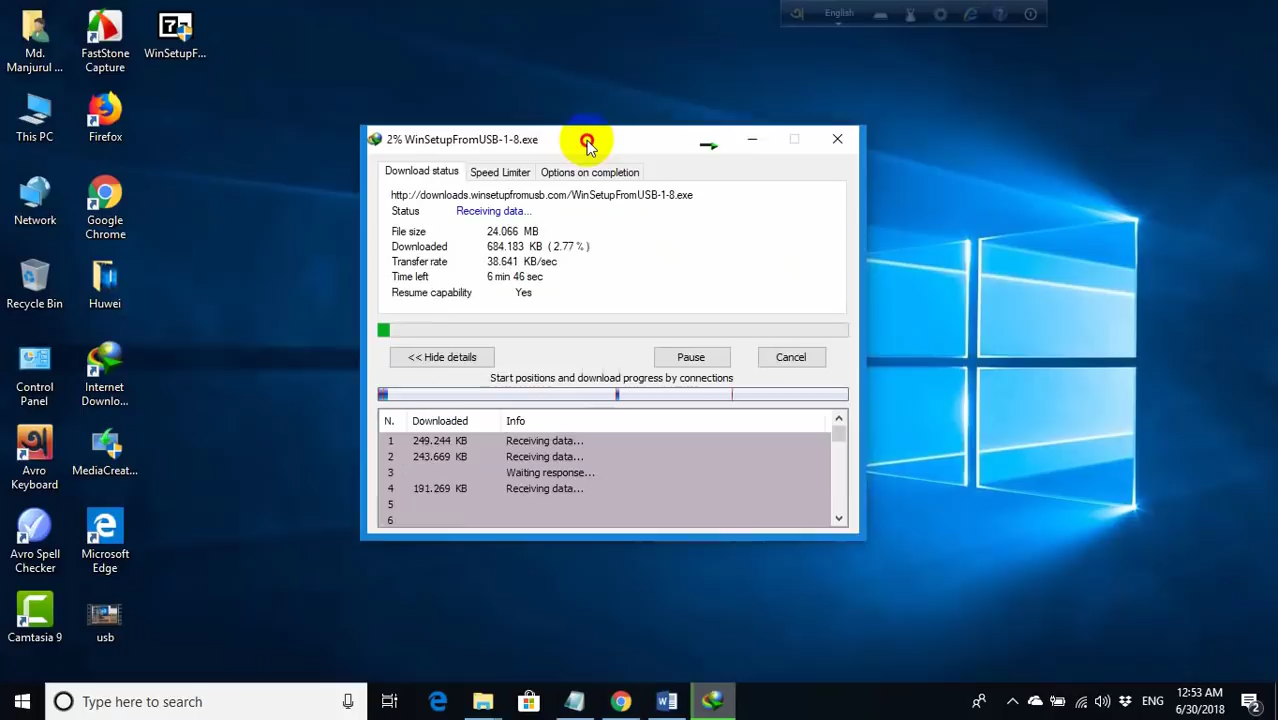 Md.
Manjurul ...
FastStone
Capture
WinSetupF...
This PC
Firefox
Network
Google
Chrome
Recycle Bin
Huwei
Control
Panel
Internet
Downlo...
Avro
Keyboard
MediaCreat...
Avro Spell
Checker
Microsoft
Edge
Camtasia 9
usb
English
2% WinSetupFromUSB-1-8.exe
Download status
Speed Limiter
Options on completion
http://downloads.winsetupfromusb.com/WinSetupFromUSB-1-8.exe
Status Receiving data...
File size 24.066 MB
Downloaded 684.183 KB ( 2.77 % )
Transfer rate 38.641 KB/sec
Time left 6 min 46 sec
Resume capability Yes
<< Hide details
Pause
Cancel
Start positions and download progress by connections
N. Downloaded Info
1 249.244 KB Receiving data...
2 243.669 KB Receiving data...
3 Waiting response...
4 191.269 KB Receiving data...
5
6
Type here to search
ENG
12:53 AM
6/30/2018
2